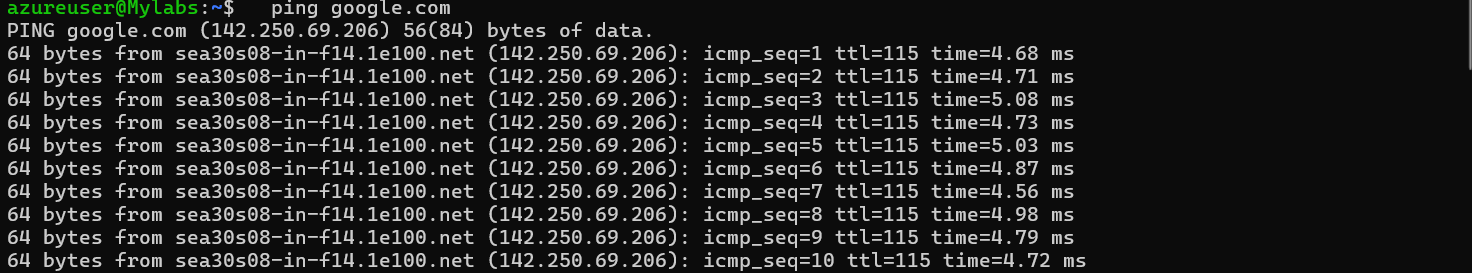 azureuser@Mylabs:~$   ping google.com
PING google.com (142.250.69.206) 56(84) bytes of data.
64 bytes from sea30s08-in-f14.1e100.net (142.250.69.206): icmp_seq=1 ttl=115 time=4.68 ms
64 bytes from sea30s08-in-f14.1e100.net (142.250.69.206): icmp_seq=2 ttl=115 time=4.71 ms
64 bytes from sea30s08-in-f14.1e100.net (142.250.69.206): icmp_seq=3 ttl=115 time=5.08 ms
64 bytes from sea30s08-in-f14.1e100.net (142.250.69.206): icmp_seq=4 ttl=115 time=4.73 ms
64 bytes from sea30s08-in-f14.1e100.net (142.250.69.206): icmp_seq=5 ttl=115 time=5.03 ms
64 bytes from sea30s08-in-f14.1e100.net (142.250.69.206): icmp_seq=6 ttl=115 time=4.87 ms
64 bytes from sea30s08-in-f14.1e100.net (142.250.69.206): icmp_seq=7 ttl=115 time=4.56 ms
64 bytes from sea30s08-in-f14.1e100.net (142.250.69.206): icmp_seq=8 ttl=115 time=4.98 ms
64 bytes from sea30s08-in-f14.1e100.net (142.250.69.206): icmp_seq=9 ttl=115 time=4.79 ms
64 bytes from sea30s08-in-f14.1e100.net (142.250.69.206): icmp_seq=10 ttl=115 time=4.72 ms